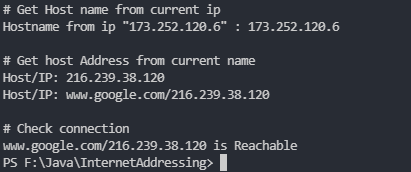 # Get Host name from current ip
Hostname from ip "173.252.120.6" : 173.252.120.6
# Get host Address from current name
Host/IP: 216.239.38.120
Host/IP: www.google.com/216.239.38.120
# Check connection
www.google.com/216.239.38.120 is Reachable
PS F:\Java\InternetAddressing>